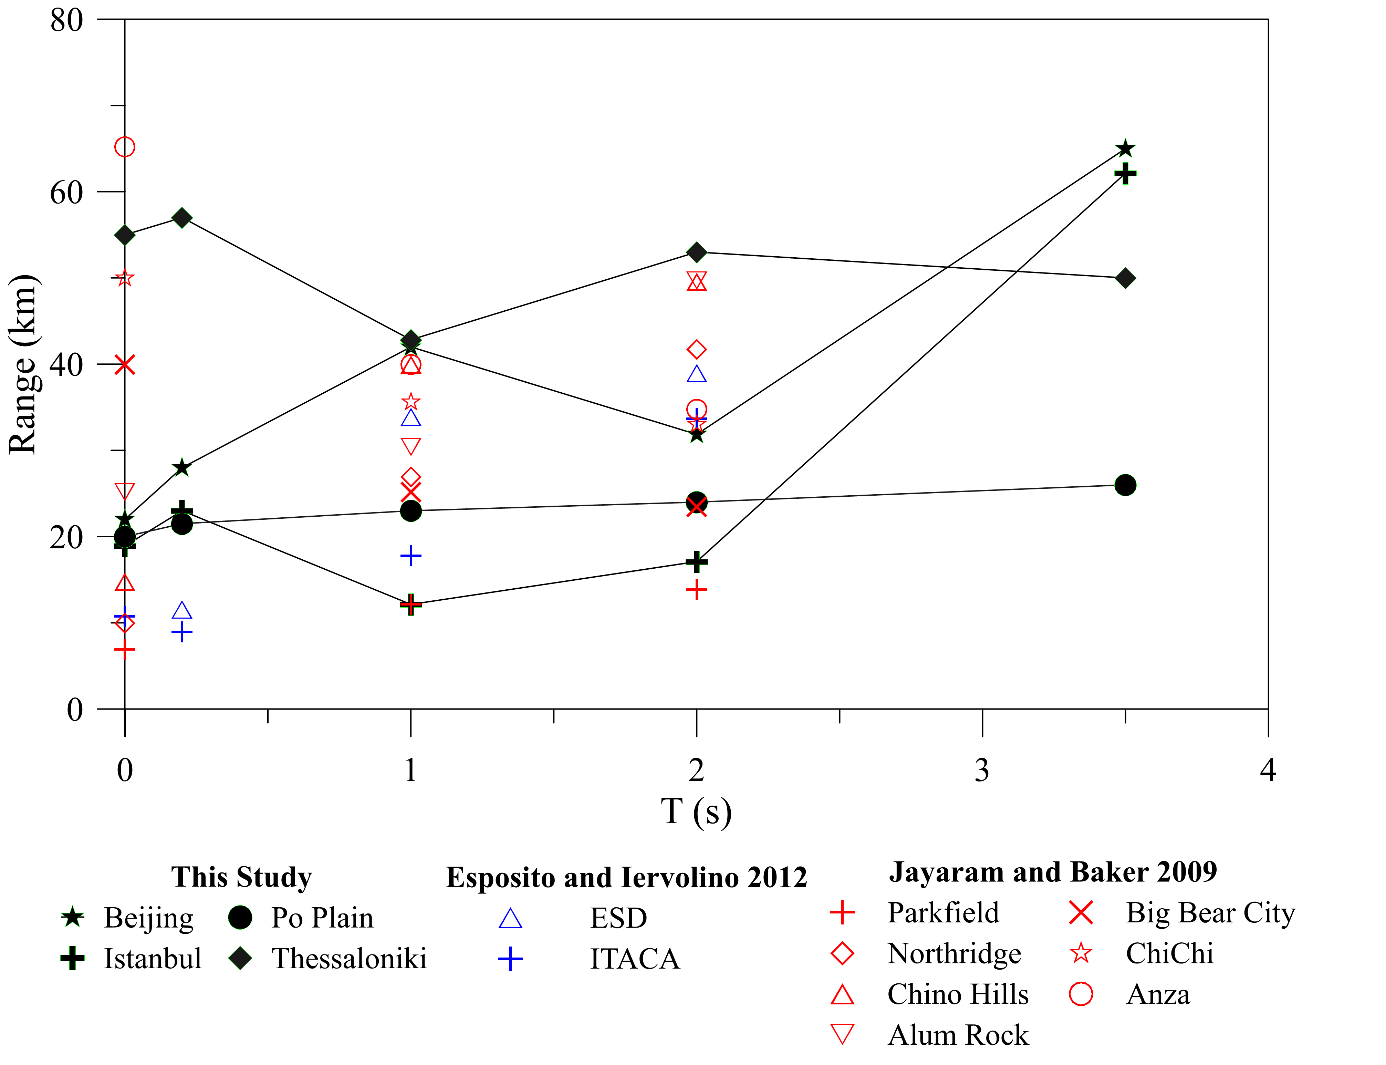 80
60
40
20
0
Range (km)
0 1 2 3 4
T (s)
This Study
Beijing Po Plain
Istanbul Thessaloniki
Esposito and Iervolino 2012
ESD
ITACA
Jayaram and Baker 2009
Parkfield Big Bear City
Northridge ChiChi
Chino Hills Anza
Alum Rock